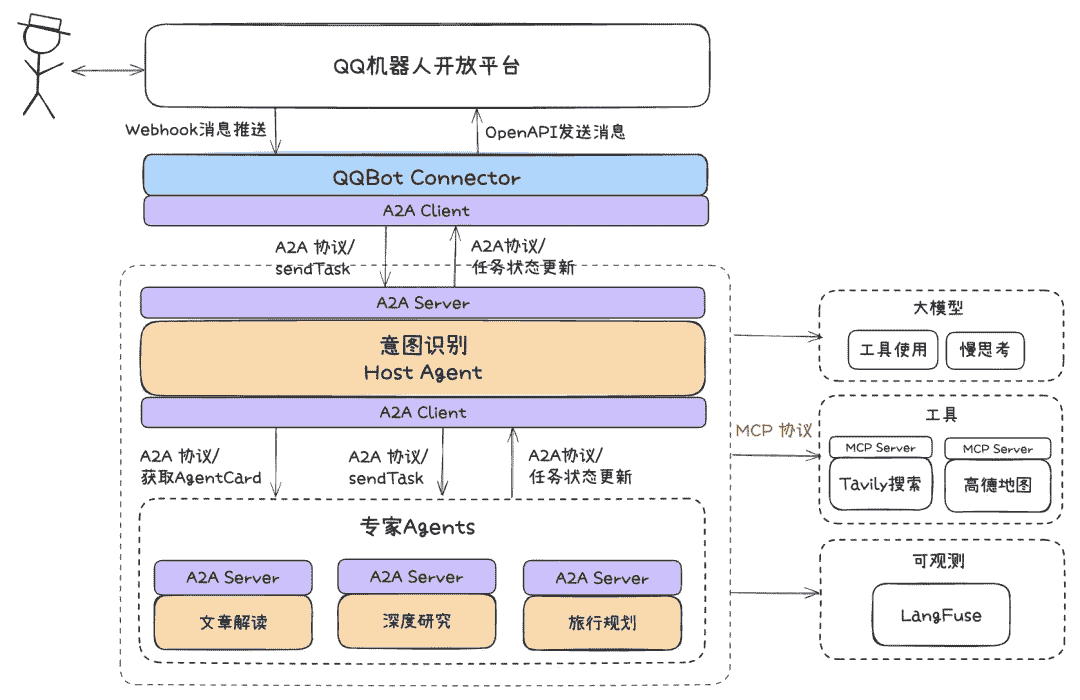 QQ机器人开放平台
Webhook消息推送
OpenAPI发送消息
QQBot Connector
A2A Client
A2A 协议/
sendTask
A2A协议/
任务状态更新
A2A Server
意图识别
Host Agent
A2A Client
A2A 协议/
获取AgentCard
A2A 协议/
sendTask
A2A协议/
任务状态更新
专家Agents
A2A Server
文章解读
A2A Server
深度研究
A2A Server
旅行规划
大模型
工具使用
慢思考
MCP 协议
工具
MCP Server
Tavily搜索
MCP Server
高德地图
可观测
LangFuse